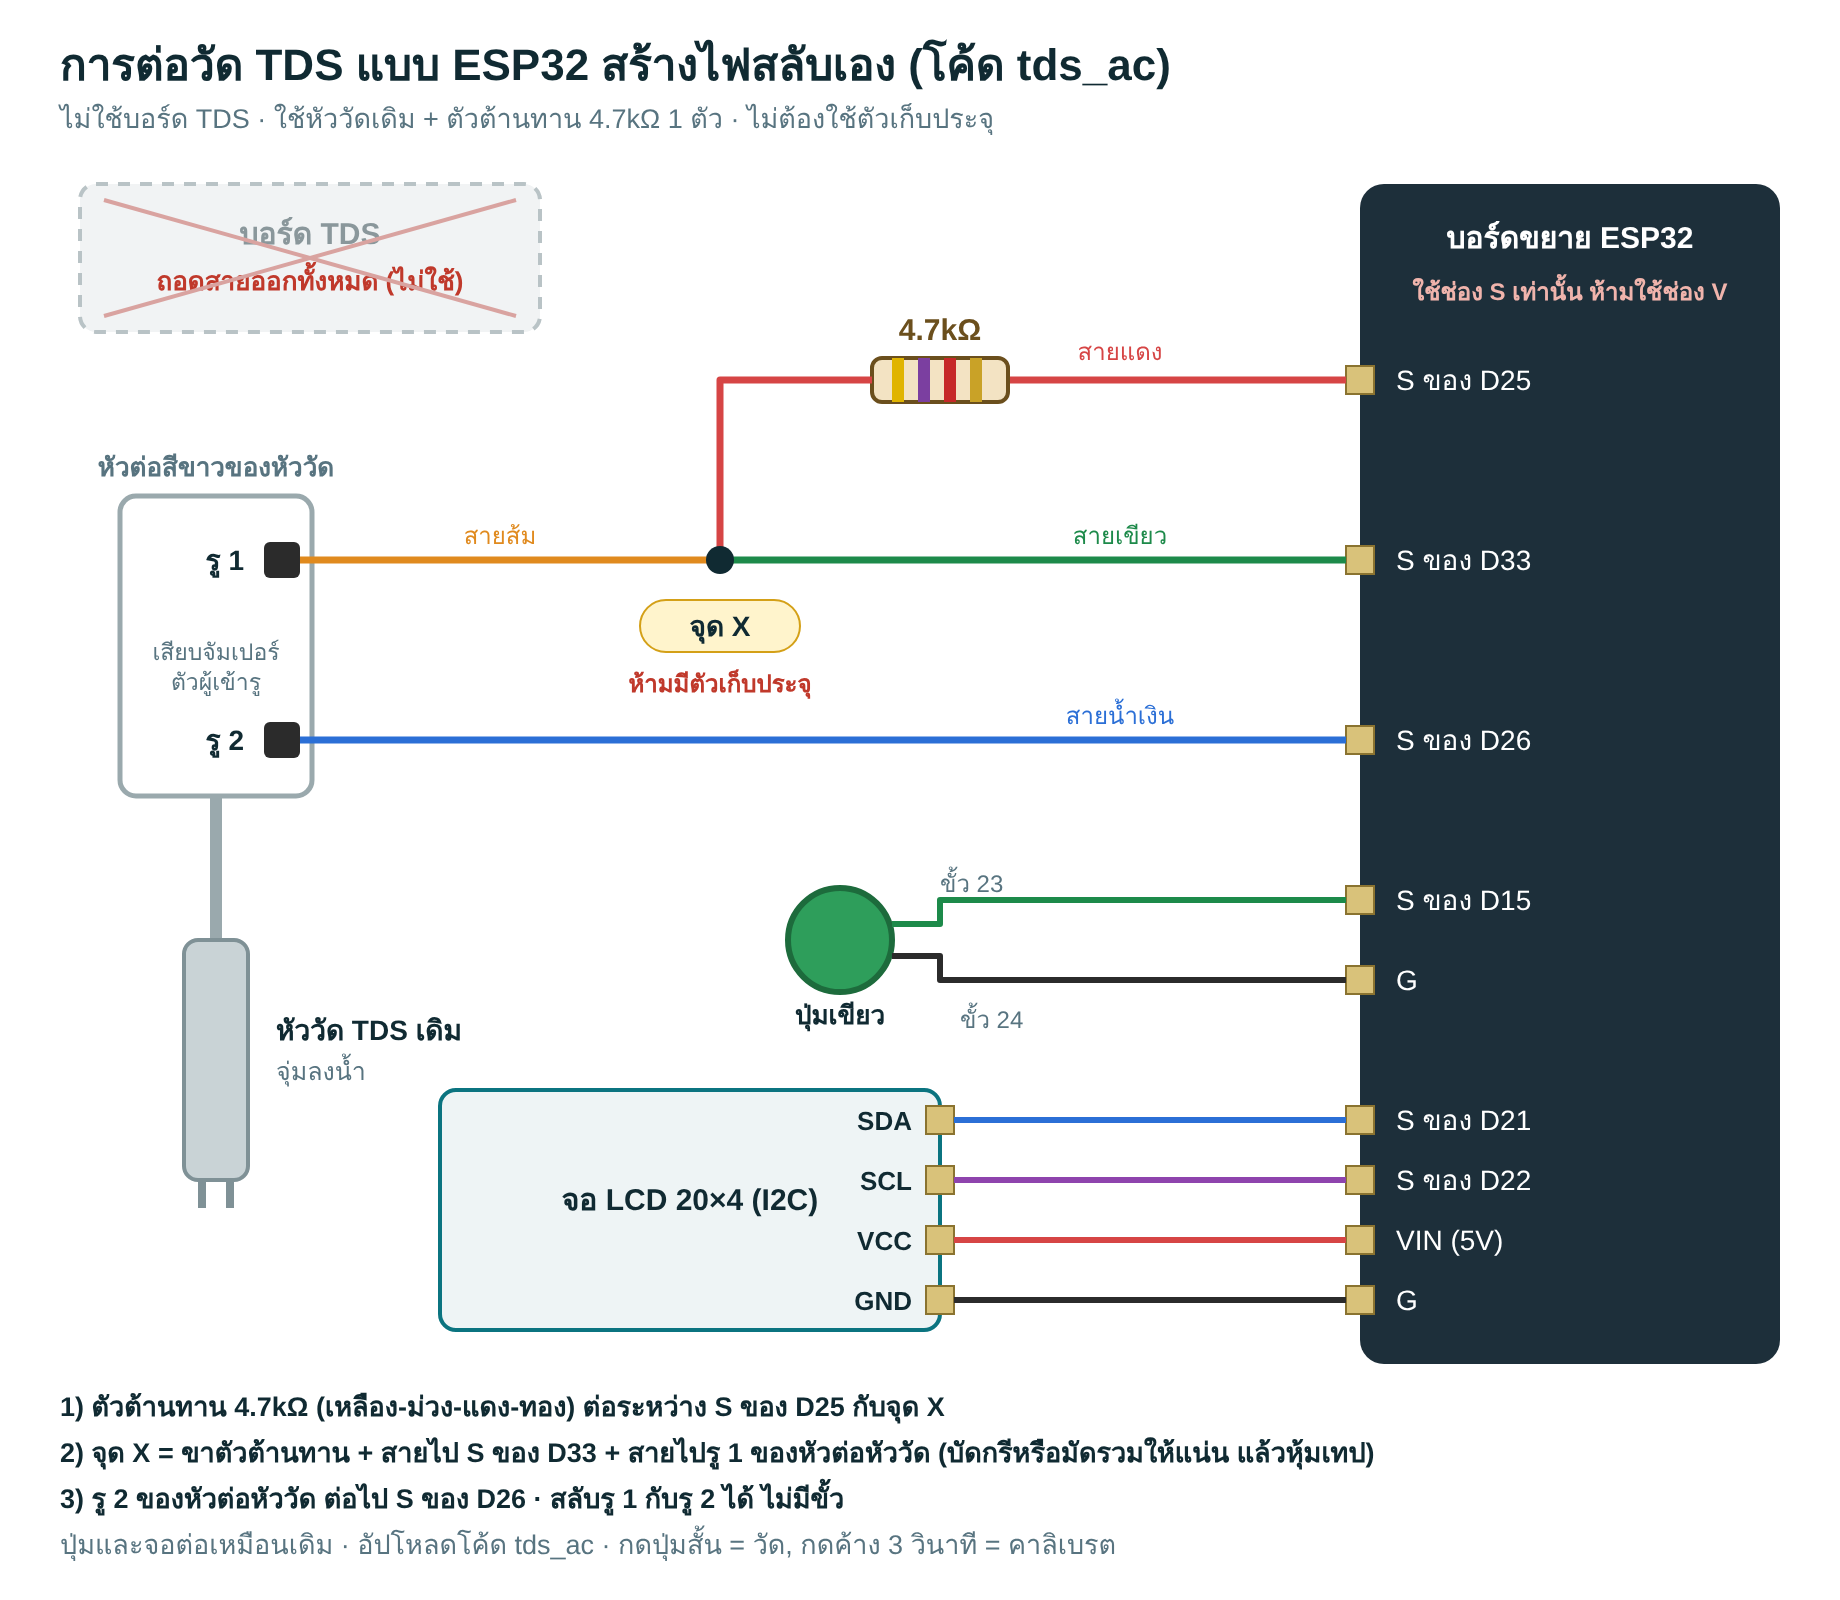 การต่อวัด TDS แบบ ESP32 สร้างไฟสลับเอง (โค้ด tds_ac)
ไม่ใช้บอร์ด TDS · ใช้หัววัดเดิม + ตัวต้านทาน 4.7kΩ 1 ตัว · ไม่ต้องใช้ตัวเก็บประจุ
บอร์ด TDS
ถอดสายออกทั้งหมด (ไม่ใช้)
บอร์ดขยาย ESP32
ใช้ช่อง S เท่านั้น ห้ามใช้ช่อง V
4.7kΩ
สายแดง
S ของ D25
หัวต่อสีขาวของหัววัด
รู 1
สายส้ม
สายเขียว
S ของ D33
จุด X
ห้ามมีตัวเก็บประจุ
เสียบจัมเปอร์
ตัวผู้เข้ารู
รู 2
สายน้ำเงิน
S ของ D26
ขั้ว 23
S ของ D15
G
ปุ่มเขียว
ขั้ว 24
หัววัด TDS เดิม
จุ่มลงน้ำ
จอ LCD 20×4 (I2C)
SDA
S ของ D21
SCL
S ของ D22
VCC
VIN (5V)
GND
G
1) ตัวต้านทาน 4.7kΩ (เหลือง-ม่วง-แดง-ทอง) ต่อระหว่าง S ของ D25 กับจุด X
2) จุด X = ขาตัวต้านทาน + สายไป S ของ D33 + สายไปรู 1 ของหัวต่อหัววัด (บัดกรีหรือมัดรวมให้แน่น แล้วหุ้มเทป)
3) รู 2 ของหัวต่อหัววัด ต่อไป S ของ D26 · สลับรู 1 กับรู 2 ได้ ไม่มีขั้ว
ปุ่มและจอต่อเหมือนเดิม · อัปโหลดโค้ด tds_ac · กดปุ่มสั้น = วัด, กดค้าง 3 วินาที = คาลิเบรต